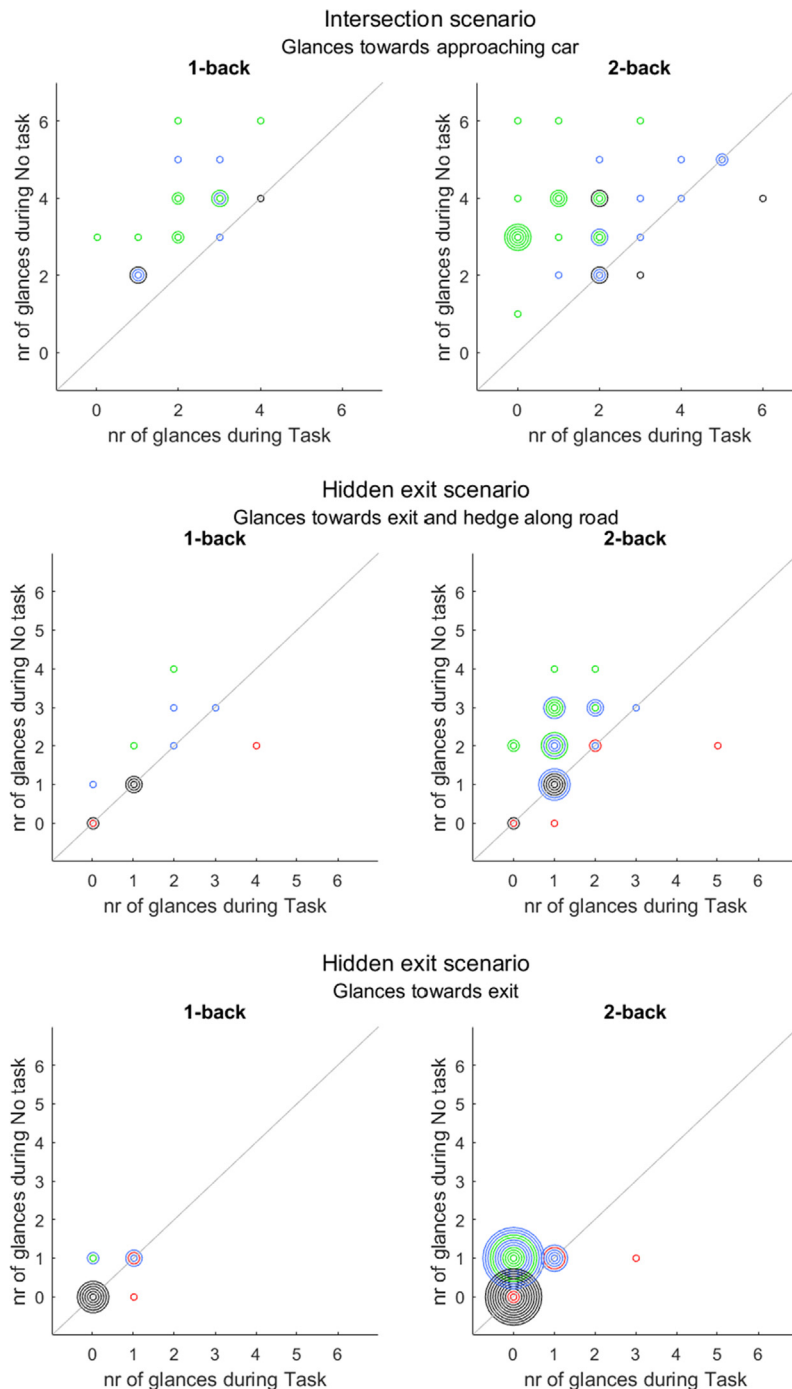 Intersection scenario
Glances towards approaching car
1-back
2-back
nr of glances during No task
6
4
2
0
0 2 4 6
nr of glances during Task
nr of glances during No task
6
4
2
0
0 2 4 6
nr of glances during Task
Hidden exit scenario
Glances towards exit and hedge along road
1-back
2-back
nr of glances during No task
6
5
4
3
2
1
0
0 1 2 3 4 5 6
nr of glances during Task
nr of glances during No task
6
5
4
3
2
1
0
0 1 2 3 4 5 6
nr of glances during Task
Hidden exit scenario
Glances towards exit
1-back
2-back
nr of glances during No task
6
5
4
3
2
1
0
0 1 2 3 4 5 6
nr of glances during Task
nr of glances during No task
6
5
4
3
2
1
0
0 1 2 3 4 5 6
nr of glances during Task